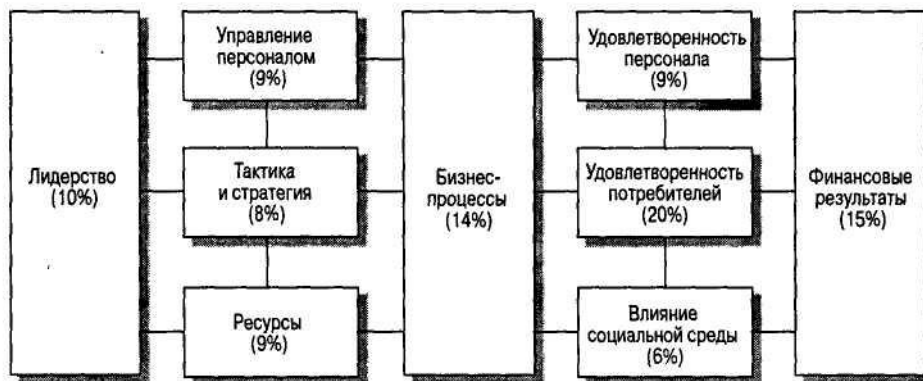 Лидерство
(10%)
Управление
персоналом
(9%)
Тактика
и стратегия
(8%)
Ресурсы
(9%)
Бизнес-
процессы
(14%)
Удовлетворенность
персонала
(9%)
Удовлетворенность
потребителей
(20%)
Влияние
социальной среды
(6%)
Финансовые
результаты
(15%)